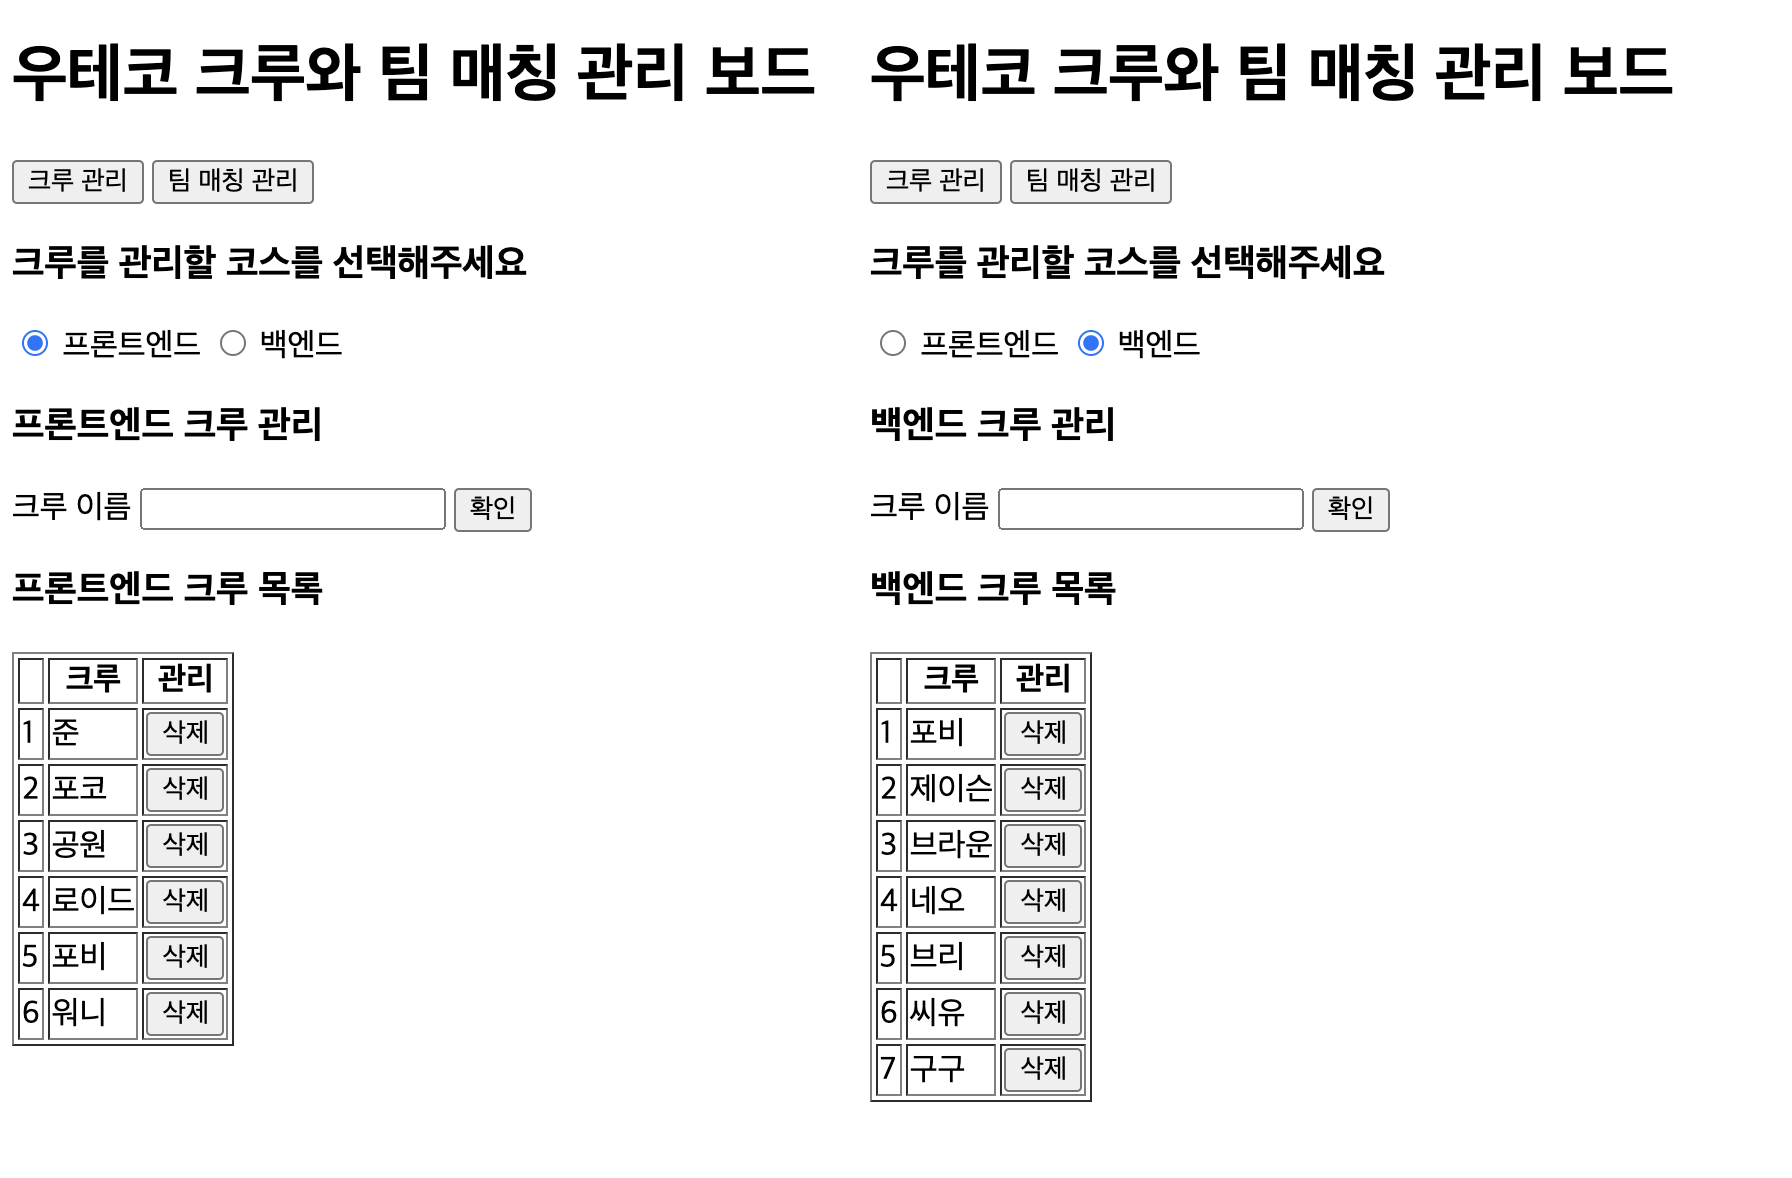 우테코 크루와 팀 매칭 관리 보드
크루 관리 팀 매칭 관리
크루를 관리할 코스를 선택해주세요
프론트엔드 백엔드
프론트엔드 크루 관리
크루 이름 확인
프론트엔드 크루 목록
크루 관리
1 준 삭제
2 포코 삭제
3 공원 삭제
4 로이드 삭제
5 포비 삭제
6 워니 삭제
우테코 크루와 팀 매칭 관리 보드
크루 관리 팀 매칭 관리
크루를 관리할 코스를 선택해주세요
프론트엔드 백엔드
백엔드 크루 관리
크루 이름 확인
백엔드 크루 목록
크루 관리
1 포비 삭제
2 제이슨 삭제
3 브라운 삭제
4 네오 삭제
5 브리 삭제
6 씨유 삭제
7 구구 삭제